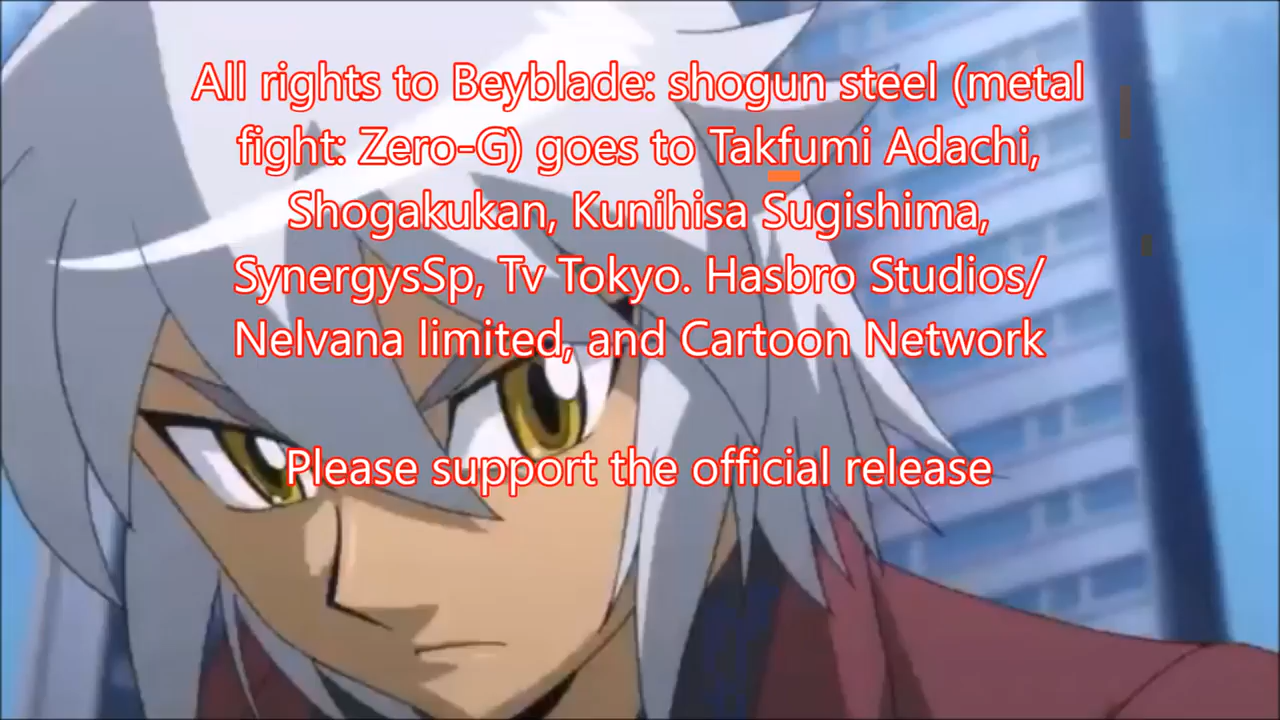 All rights to Beyblade: shogun steel (metal
fight: Zero-G) goes to Takfumi Adachi,
Shogakukan, Kunihisa Sugishima,
SynergysSp, Tv Tokyo. Hasbro Studios/
Nelvana limited, and Cartoon Network
Please support the official release